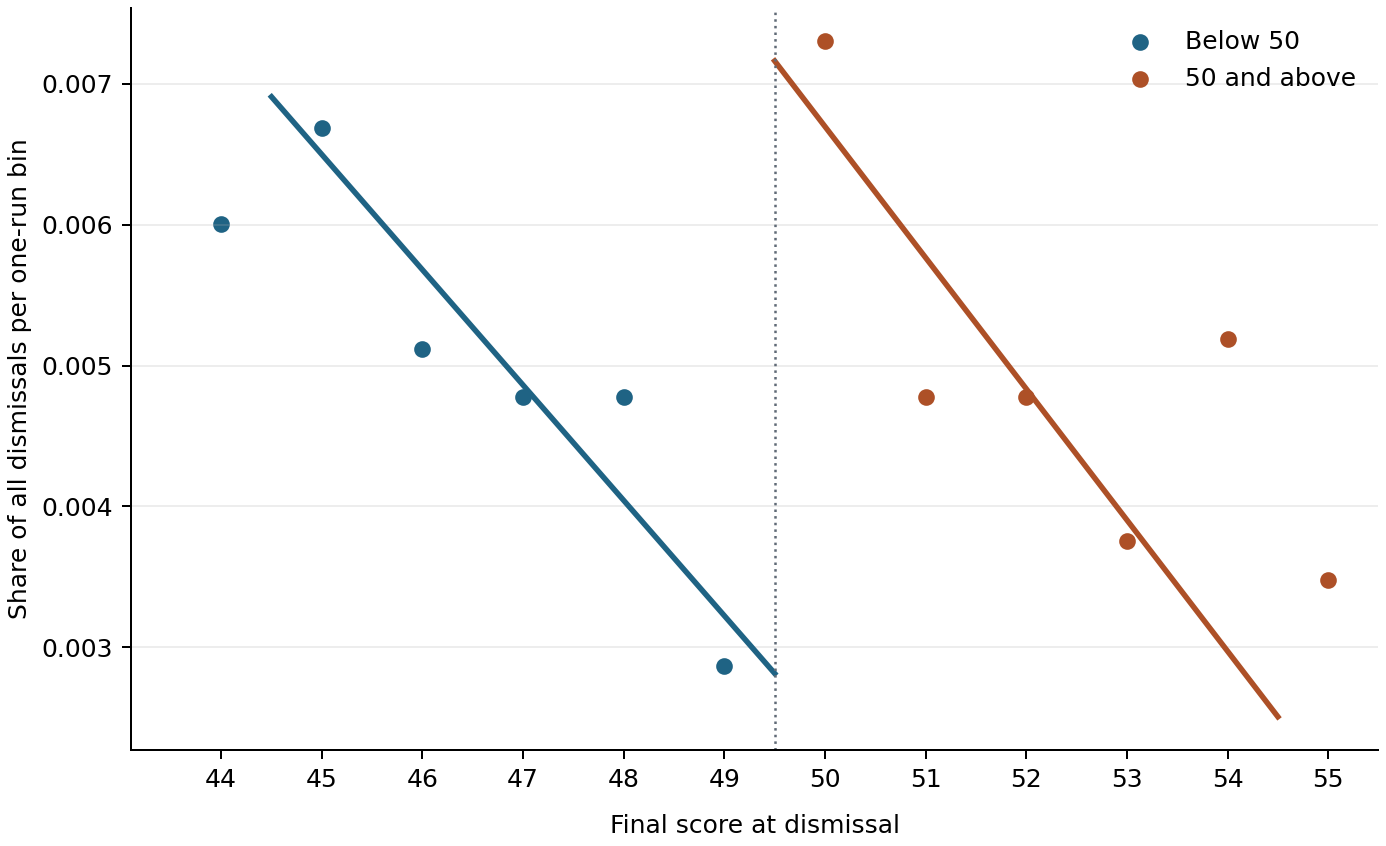 Below 50
50 and above
Share of all dismissals per one-run bin
0.007
0.006
0.005
0.004
0.003
44 45 46 47 48 49 50 51 52 53 54 55
Final score at dismissal